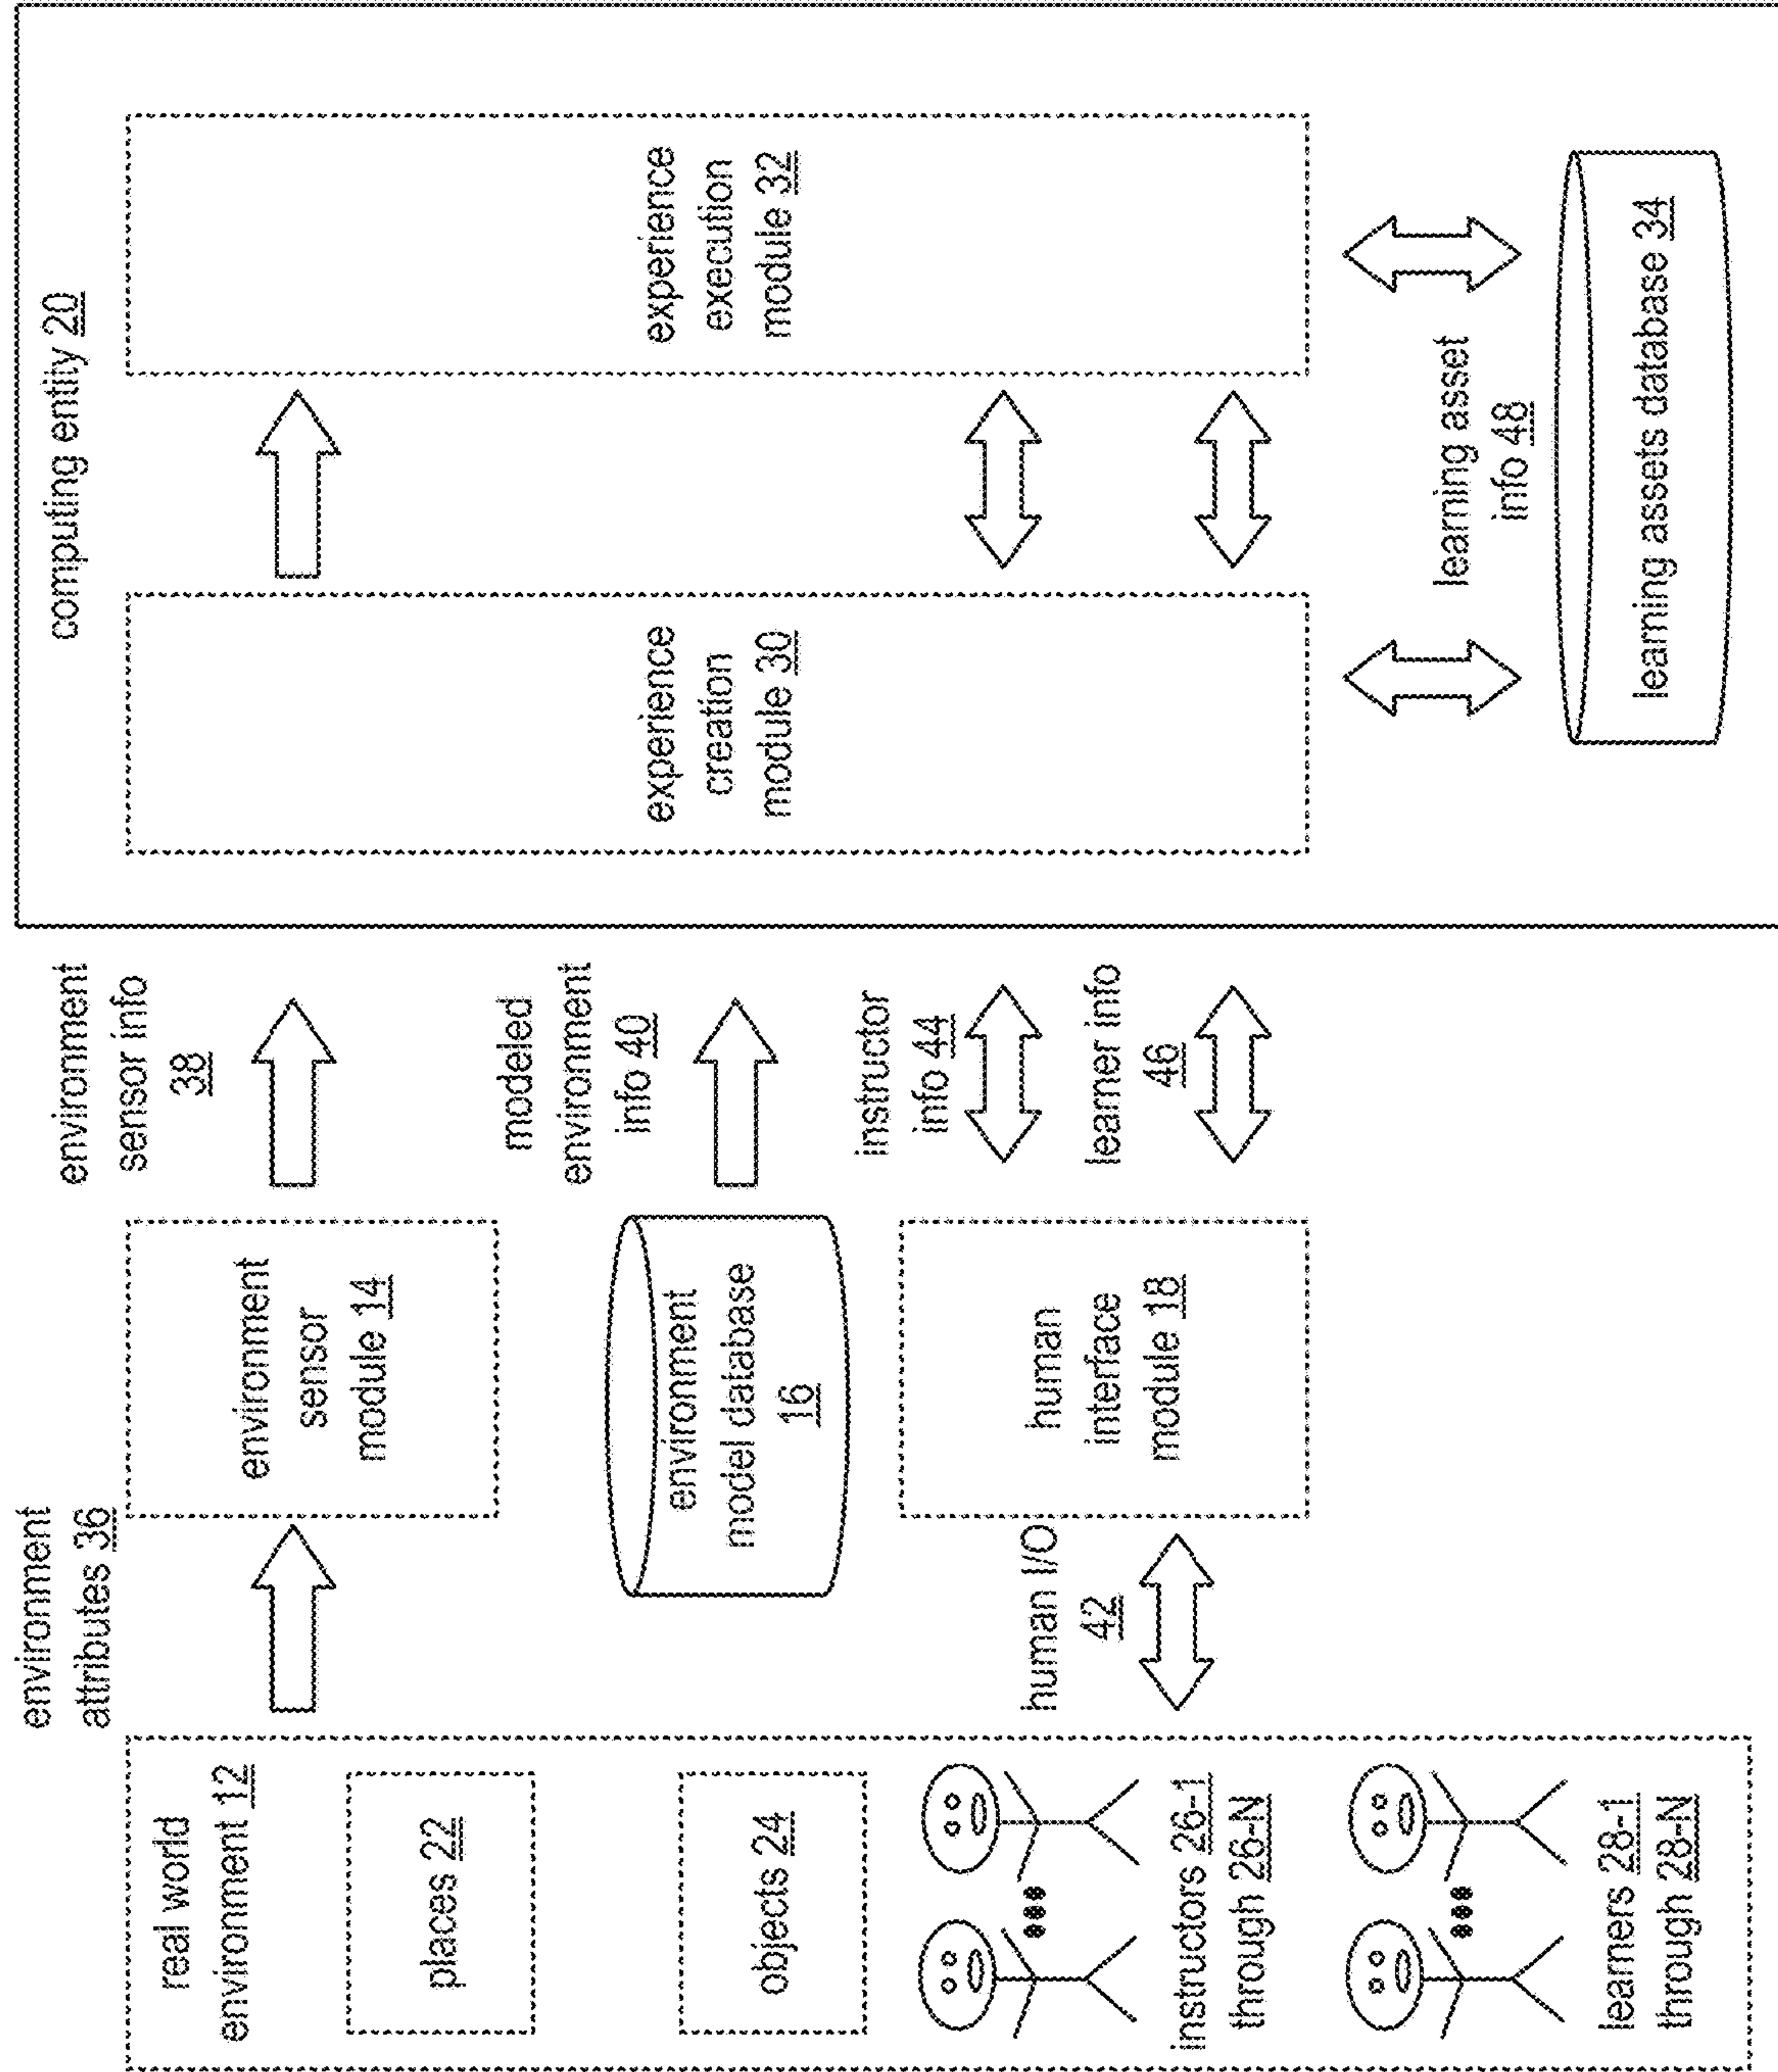 real world
environment 12
places 22
objects 24
instructors 26-1
through 26-N
learners 28-1
through 28-N
environment
attributes 36
human I/O
42
environment
sensor
module 14
environment
model database
16
human
interface
module 18
environment
sensor info
38
modeled
environment
info 40
instructor
info 44
learner info
46
computing entity 20
experience
creation
module 30
experience
execution
module 32
learning asset
info 48
learning assets database 34